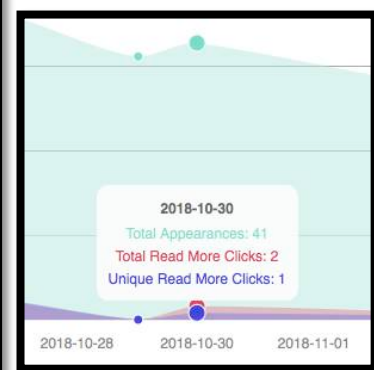 2018-10-30
Total Appearances: 41
Total Read More Clicks: 2
Unique Read More Clicks: 1
2018-10-28 2018-10-30 2018-11-01